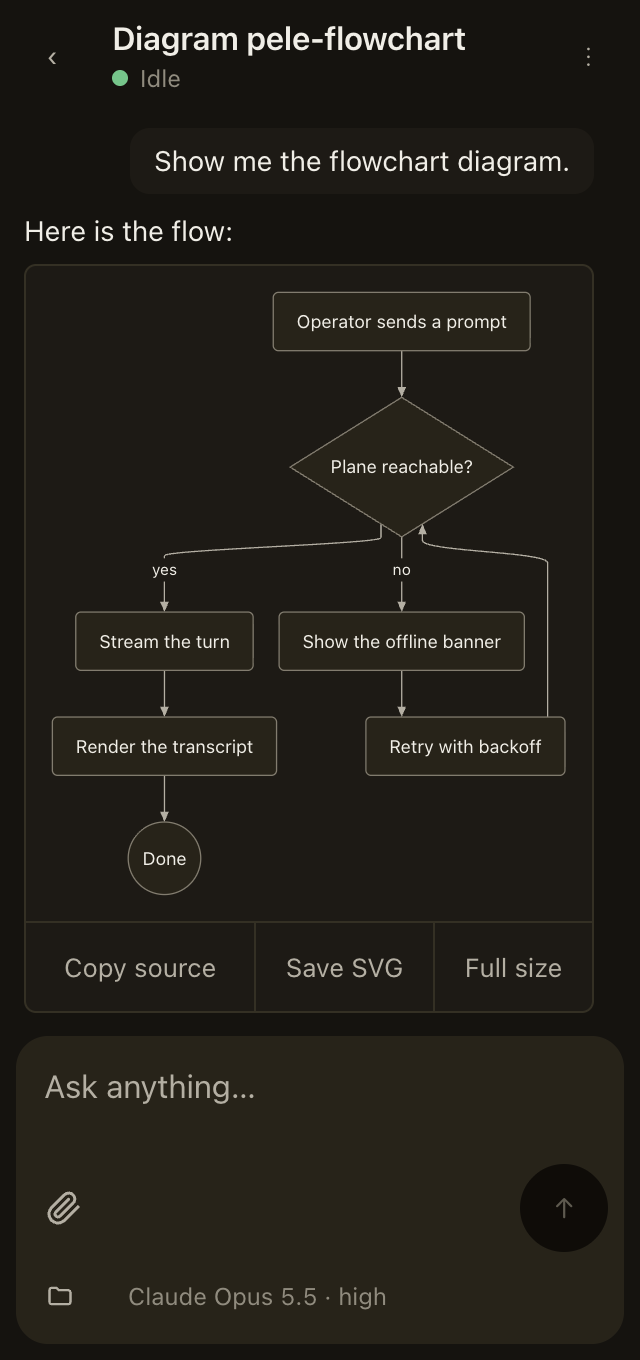 Diagram pele-flowchart
Idle
Show me the flowchart diagram.
Here is the flow:
Operator sends a prompt
Plane reachable?
yes
no
Stream the turn
Show the offline banner
Render the transcript
Retry with backoff
Done
Copy source
Save SVG
Full size
Ask anything...
Claude Opus 5.5 · high